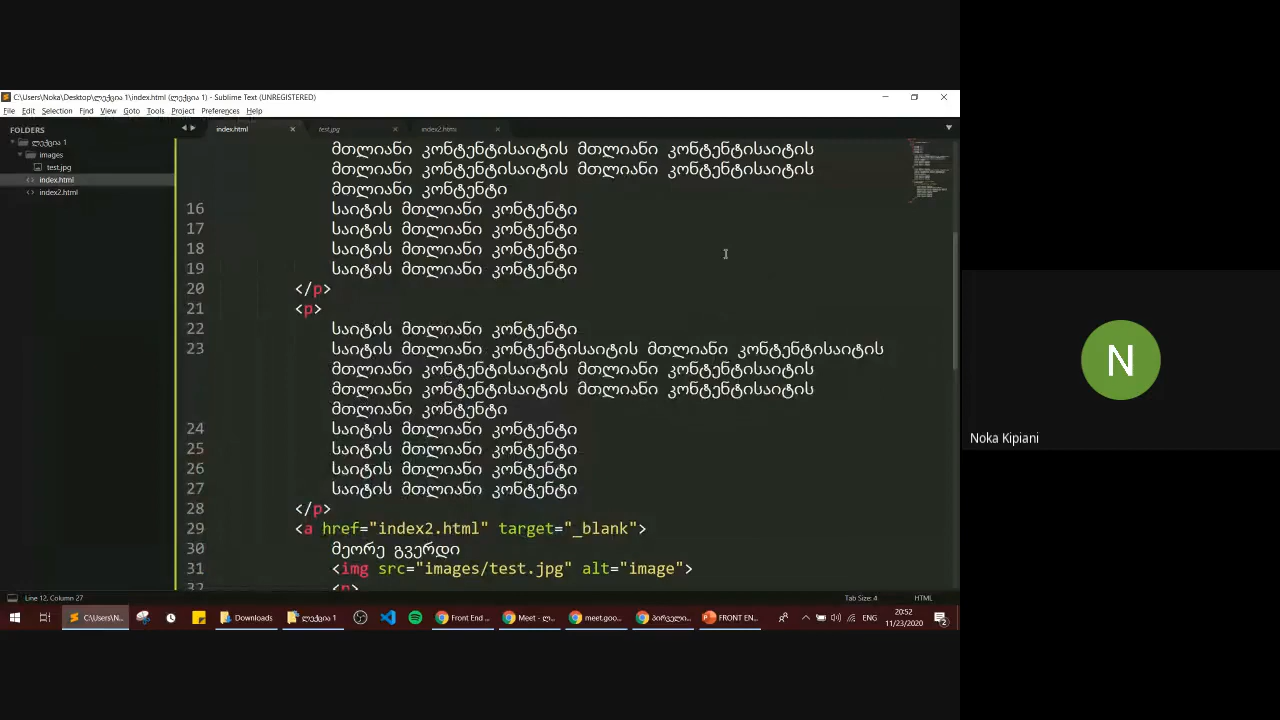 C:\Users\Noka\Desktop\ლექცია 1\index.html (ლექცია 1) - Sublime Text (UNREGISTERED)
File Edit Selection Find View Goto Tools Project Preferences Help
FOLDERS
ლექცია 1
images
test.jpg
index.html
index2.html
index.html
test.jpg
index2.html
მთლიანი კონტენტისაიტის მთლიანი კონტენტისაიტის
მთლიანი კონტენტისაიტის მთლიანი კონტენტისაიტის
მთლიანი კონტენტი
16 საიტის მთლიანი კონტენტი
17 საიტის მთლიანი კონტენტი
18 საიტის მთლიანი კონტენტი
19 საიტის მთლიანი კონტენტი
20 </p>
21 <p>
22 საიტის მთლიანი კონტენტი
23 საიტის მთლიანი კონტენტისაიტის მთლიანი კონტენტისაიტის
მთლიანი კონტენტისაიტის მთლიანი კონტენტისაიტის
მთლიანი კონტენტისაიტის მთლიანი კონტენტისაიტის
მთლიანი კონტენტი
24 საიტის მთლიანი კონტენტი
25 საიტის მთლიანი კონტენტი
26 საიტის მთლიანი კონტენტი
27 საიტის მთლიანი კონტენტი
28 </p>
29 <a href="index2.html" target="_blank">
30 მეორე გვერდი
31 <img src="images/test.jpg" alt="image">
32 <p>
Line 12, Column 27
Tab Size: 4
HTML
C:\Users\N...
Downloads
ლექცია 1
Front End ...
Meet - ლ...
meet.goo...
პირველი...
FRONT EN...
ENG
20:52
11/23/2020
2
N
Noka Kipiani